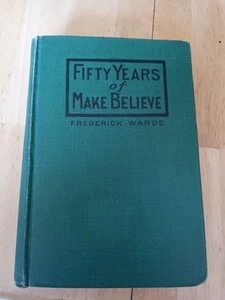 FIFTY YEARS
of
MAKE BELIEVE
FREDERICK WARDE